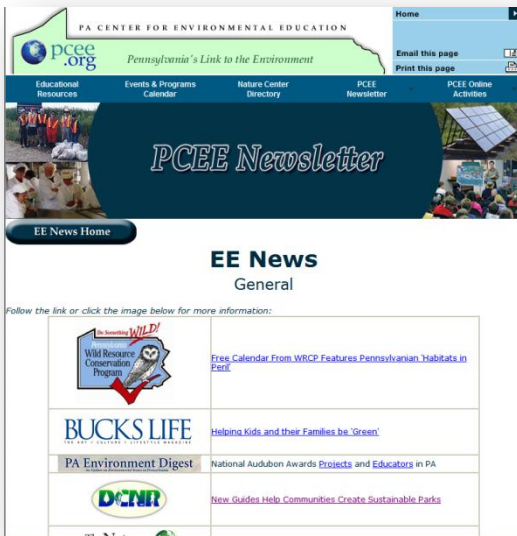 PA CENTER FOR ENVIRONMENTAL EDUCATION
Home
pcee
.org
Pennsylvania's Link to the Environment
Email this page
Print this page
Educational
Resources
Events & Programs
Calendar
Nature Center
Directory
PCEE
Newsletter
PCEE Online
Activities
PCEE Newsletter
EE News Home
EE News
General
Follow the link or click the image below for more information:
Do Something WILD!
Pennsylvania
Wild Resource
Conservation
Program
Free Calendar From WRCP Features Pennsylvanian 'Habitats in
Peril'
BUCKS LIFE
THE ART / CULTURE / LIFESTYLE MAGAZINE
Helping Kids and their Families be 'Green'
PA Environment Digest
National Audubon Awards Projects and Educators in PA
DCNR
New Guides Help Communities Create Sustainable Parks